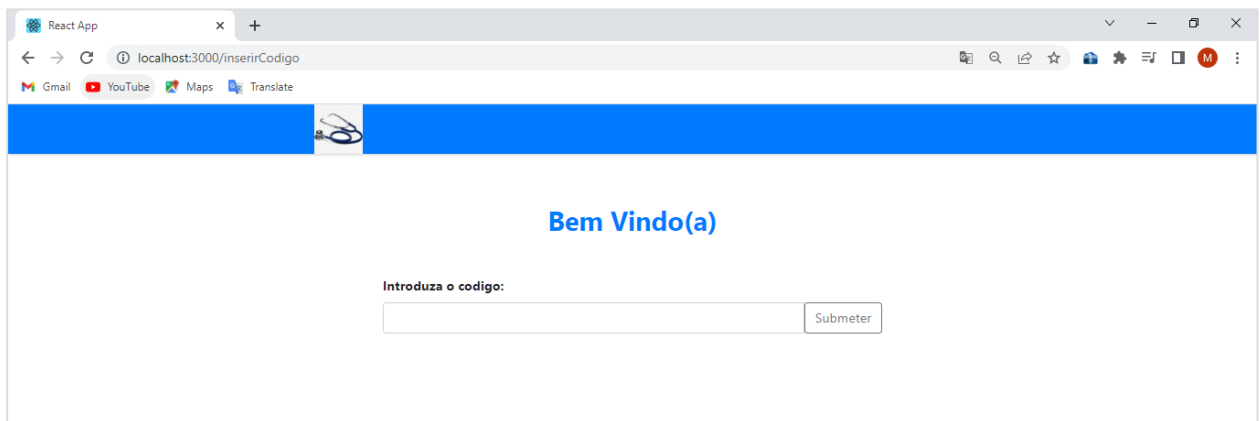 React App
localhost:3000/inserirCodigo
M
Gmail YouTube Maps Translate
Bem Vindo(a)
Introduza o codigo:
Submeter